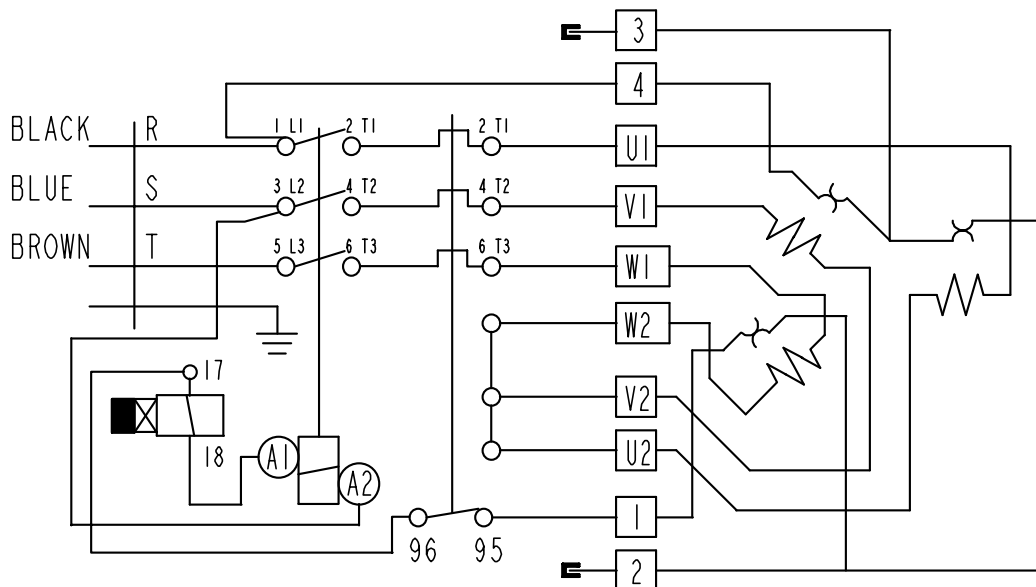 3
4
BLACK R 1 L1 2 T1 2 T1 U1
BLUE S 3 L2 4 T2 4 T2 V1
BROWN T 5 L3 6 T3 6 T3 W1
W2
17
V2
18 A1 U2
A2
1
96 95
2